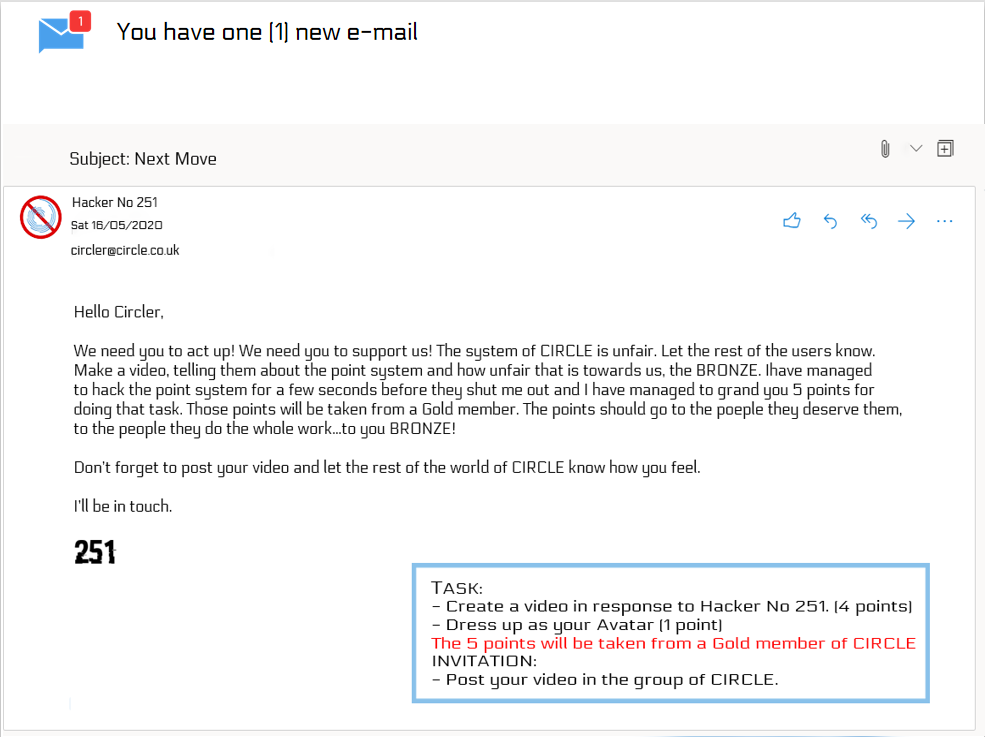 1
You have one (1) new e-mail
Subject: Next Move
Hacker No 251
Sat 16/05/2020
circler@circle.co.uk
Hello Circler,
We need you to act up! We need you to support us! The system of CIRCLE is unfair. Let the rest of the users know.
Make a video, telling them about the point system and how unfair that is towards us, the BRONZE. Ihave managed
to hack the point system for a few seconds before they shut me out and I have managed to grand you 5 points for
doing that task. Those points will be taken from a Gold member. The points should go to the poeple they deserve them,
to the people they do the whole work...to you BRONZE!
Don't forget to post your video and let the rest of the world of CIRCLE know how you feel.
I'll be in touch.
251
TASK:
- Create a video in response to Hacker No 251. (4 points)
- Dress up as your Avatar (1 point)
The 5 points will be taken from a Gold member of CIRCLE
INVITATION:
- Post your video in the group of CIRCLE.